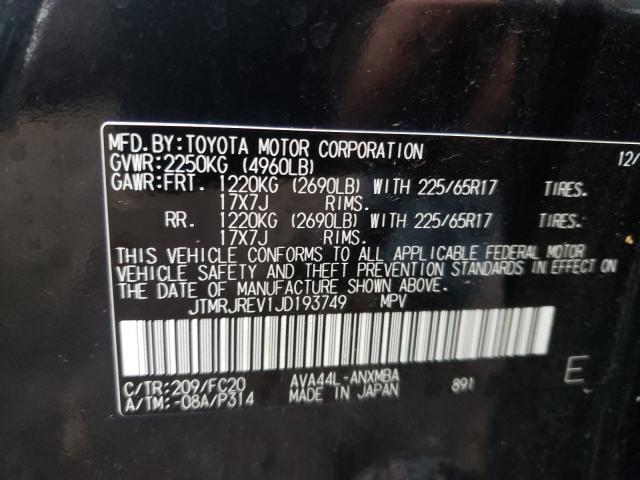 MFD.BY:TOYOTA MOTOR CORPORATION 12/
GVWR:2250KG (4960LB)
GAWR:FRT. 1220KG (2690LB) WITH 225/65R17 TIRES.
17X7J RIMS.
RR. 1220KG (2690LB) WITH 225/65R17 TIRES.
17X7J RIMS.
THIS VEHICLE CONFORMS TO ALL APPLICABLE FEDERAL MOTOR
VEHICLE SAFETY AND THEFT PREVENTION STANDARDS IN EFFECT ON
THE DATE OF MANUFACTURE SHOWN ABOVE.
JTMRJREV1JD193749 MPV
C/TR:209/FC20 AVA44L-ANXMBA 891 E
A/TM:-08A/P314 MADE IN JAPAN